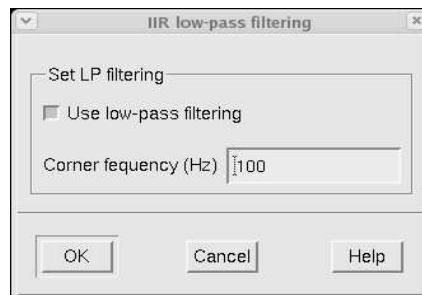 IIR low-pass filtering
Set LP filtering
Use low-pass filtering
Corner fequency (Hz) 100
OK Cancel Help